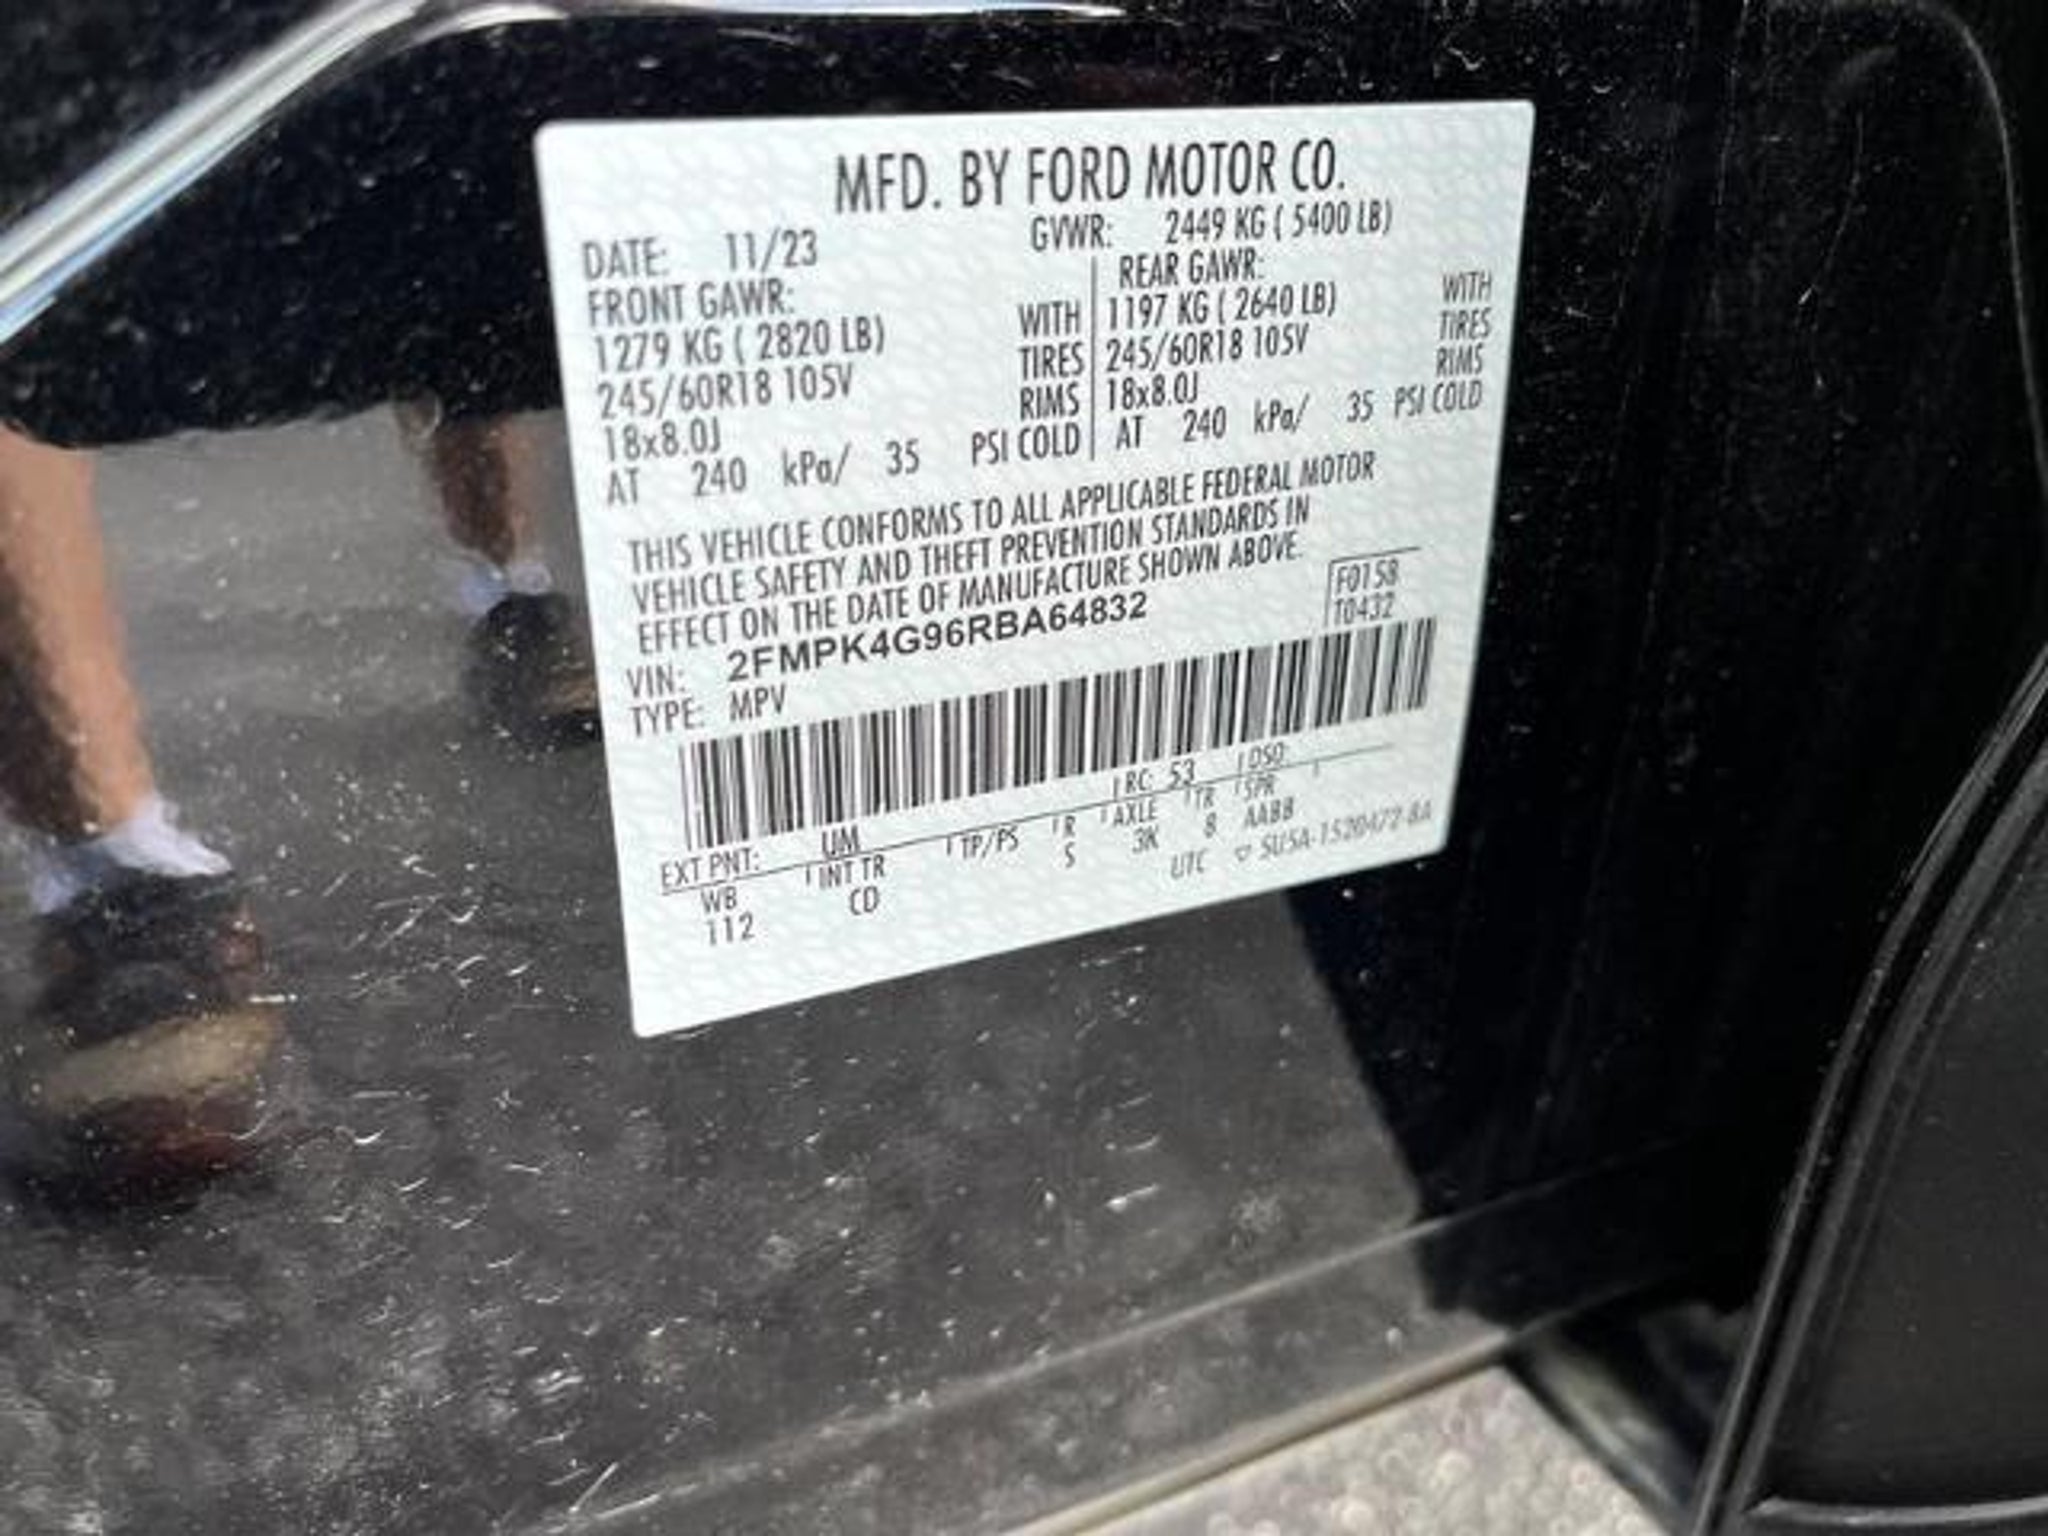 MFD. BY FORD MOTOR CO.
DATE: 11/23 GVWR: 2449 KG ( 5400 LB)
FRONT GAWR: REAR GAWR:
1279 KG ( 2820 LB) WITH 1197 KG ( 2640 LB) WITH
245/60R18 105V TIRES 245/60R18 105V TIRES
18x8.0J RIMS 18x8.0J RIMS
AT 240 kPa/ 35 PSI COLD AT 240 kPa/ 35 PSI COLD
THIS VEHICLE CONFORMS TO ALL APPLICABLE FEDERAL MOTOR
VEHICLE SAFETY AND THEFT PREVENTION STANDARDS IN
EFFECT ON THE DATE OF MANUFACTURE SHOWN ABOVE.
F0158
VIN: 2FMPK4G96RBA64832 T0432
TYPE: MPV
EXT PNT: UM RC: 53 DSO:
WB INT TR TP/PS R AXLE TR SPR
112 CD S 3K 8 AABB
UTC ▽ SU5A-1520472-BA